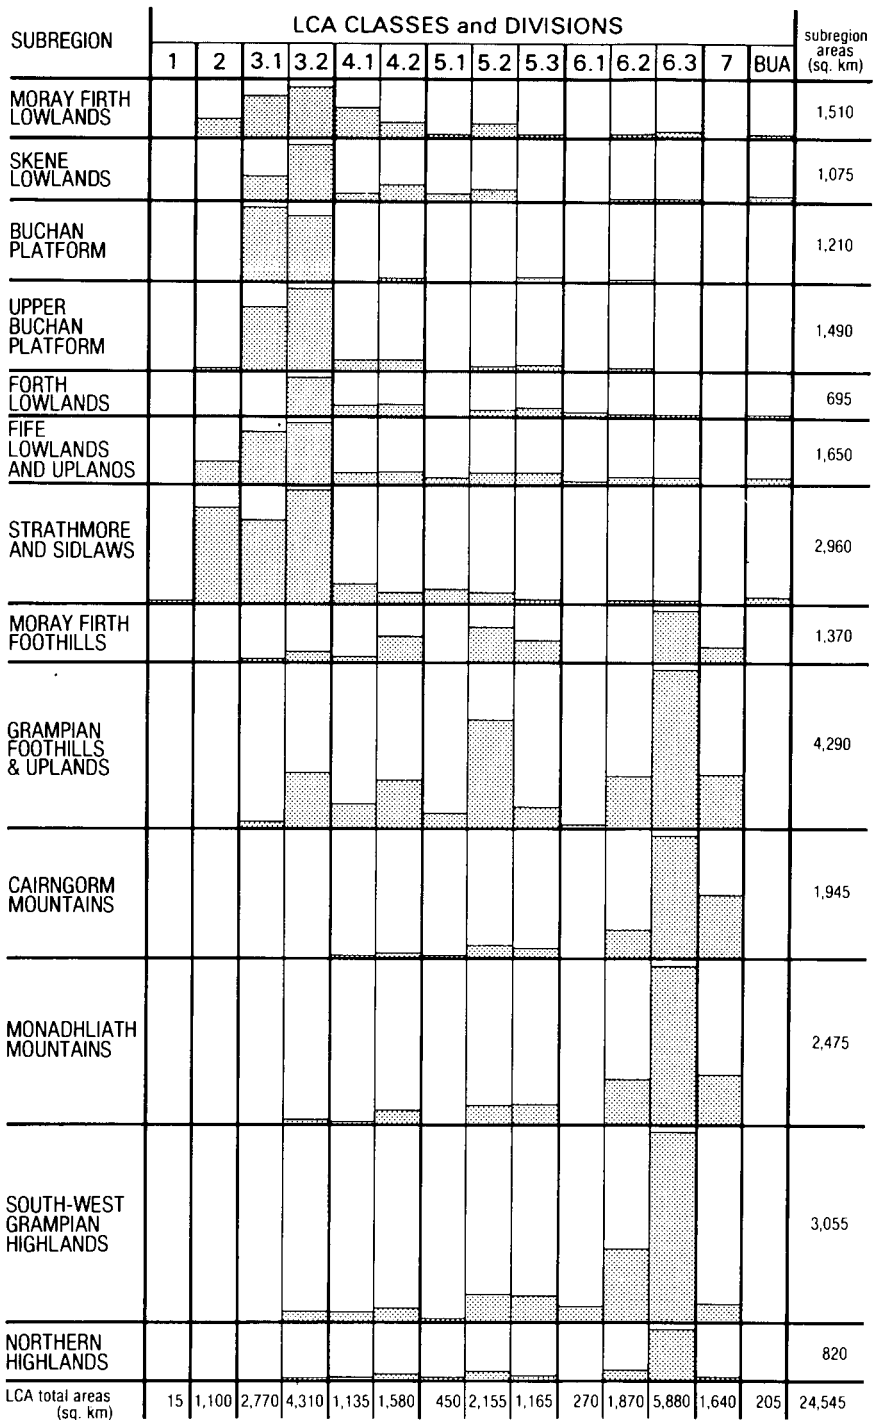 LCA CLASSES and DIVISIONS
SUBREGION
subregion
areas
(sq. km)
1 2 3.1 3.2 4.1 4.2 5.1 5.2 5.3 6.1 6.2 6.3 7 BUA
MORAY FIRTH
LOWLANDS
1,510
SKENE
LOWLANDS
1,075
BUCHAN
PLATFORM
1,210
UPPER
BUCHAN
PLATFORM
1,490
FORTH
LOWLANDS
695
FIFE
LOWLANDS
AND UPLANOS
1,650
STRATHMORE
AND SIDLAWS
2,960
MORAY FIRTH
FOOTHILLS
1,370
GRAMPIAN
FOOTHILLS
& UPLANDS
4,290
CAIRNGORM
MOUNTAINS
1,945
MONADHLIATH
MOUNTAINS
2,475
SOUTH-WEST
GRAMPIAN
HIGHLANDS
3,055
NORTHERN
HIGHLANDS
820
LCA total areas
(sq. km)
15 1,100 2,770 4,310 1,135 1,580 450 2,155 1,165 270 1,870 5,880 1,640 205 24,545